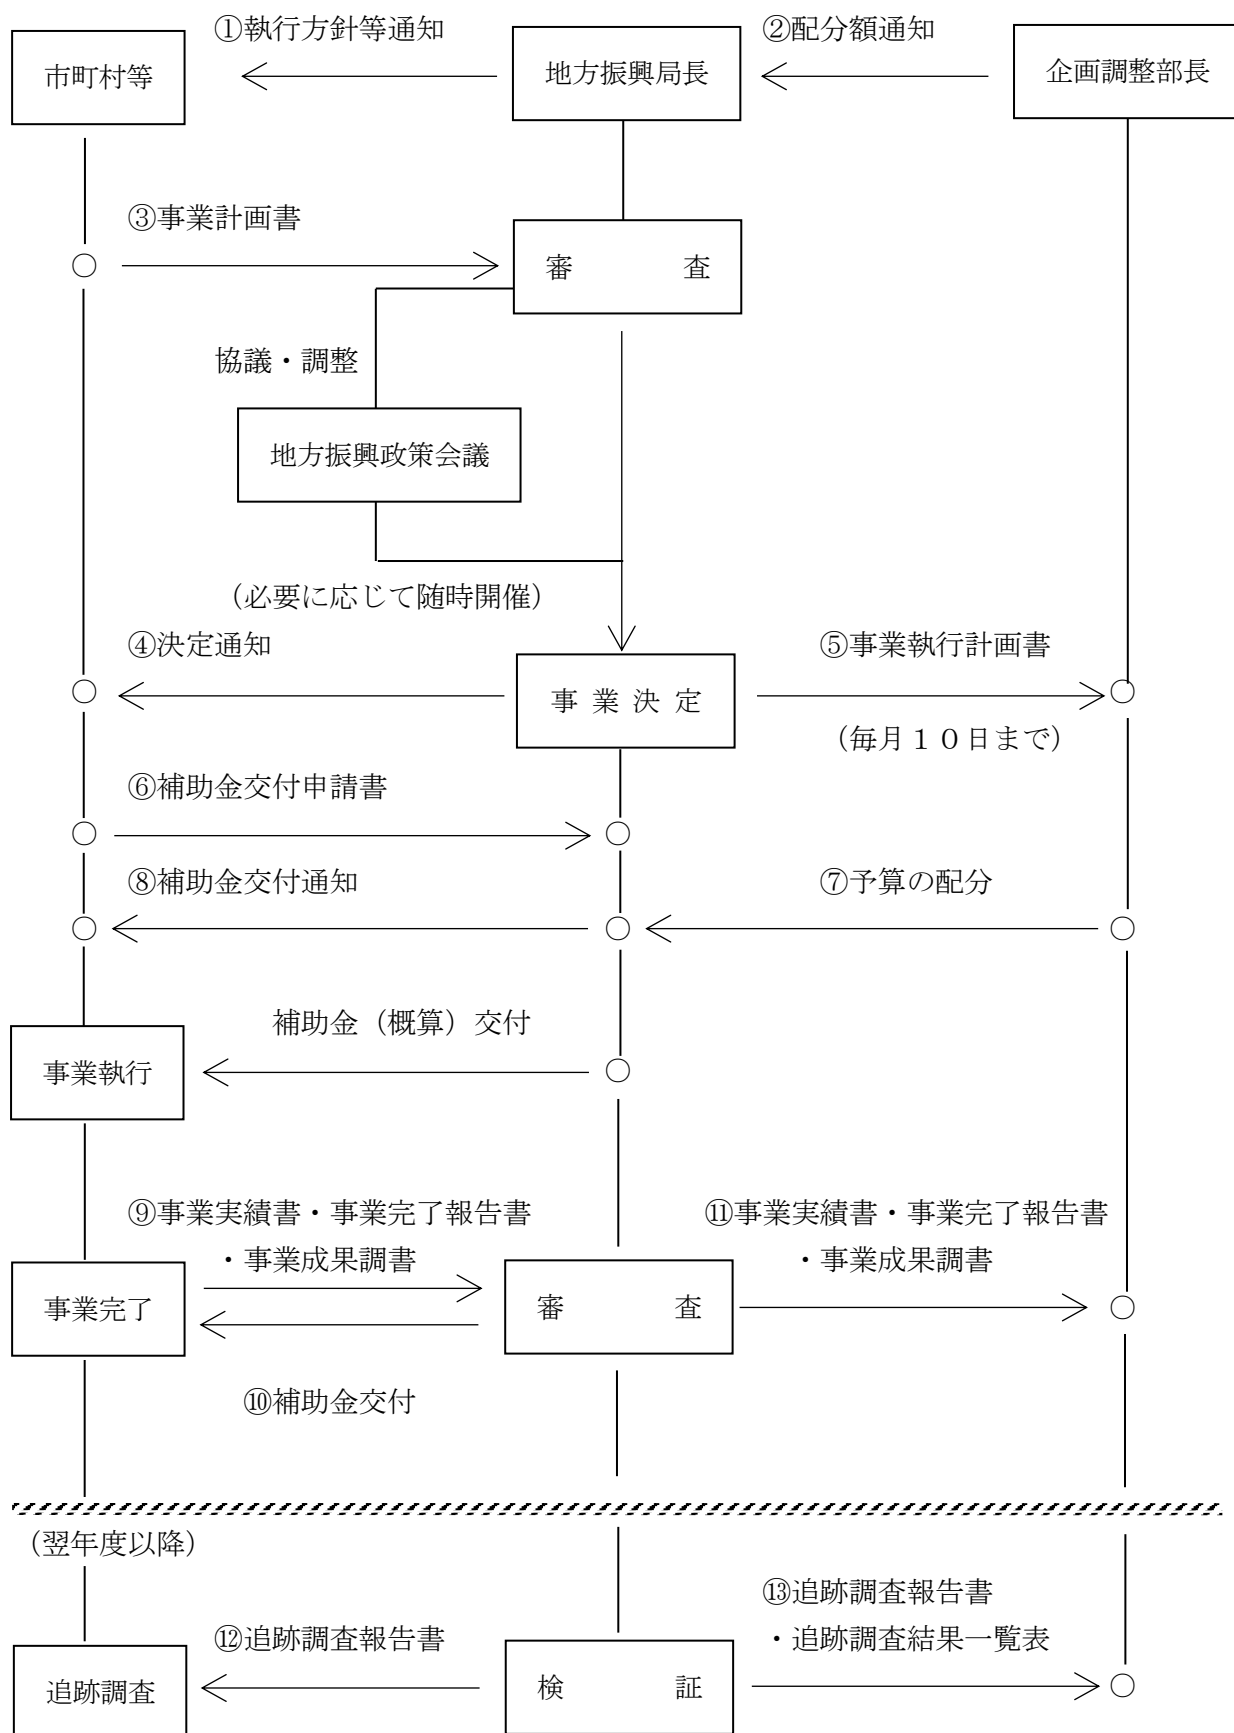 ①執行方針等通知
②配分額通知
市町村等
地方振興局長
企画調整部長
③事業計画書
審　　査
協議・調整
地方振興政策会議
（必要に応じて随時開催）
④決定通知
⑤事業執行計画書
事 業 決 定
（毎月１０日まで）
⑥補助金交付申請書
⑧補助金交付通知
⑦予算の配分
補助金（概算）交付
事業執行
⑨事業実績書・事業完了報告書
・事業成果調書
⑪事業実績書・事業完了報告書
・事業成果調書
事業完了
審　　査
⑩補助金交付
（翌年度以降）
⑬追跡調査報告書
・追跡調査結果一覧表
⑫追跡調査報告書
追跡調査
検　　証